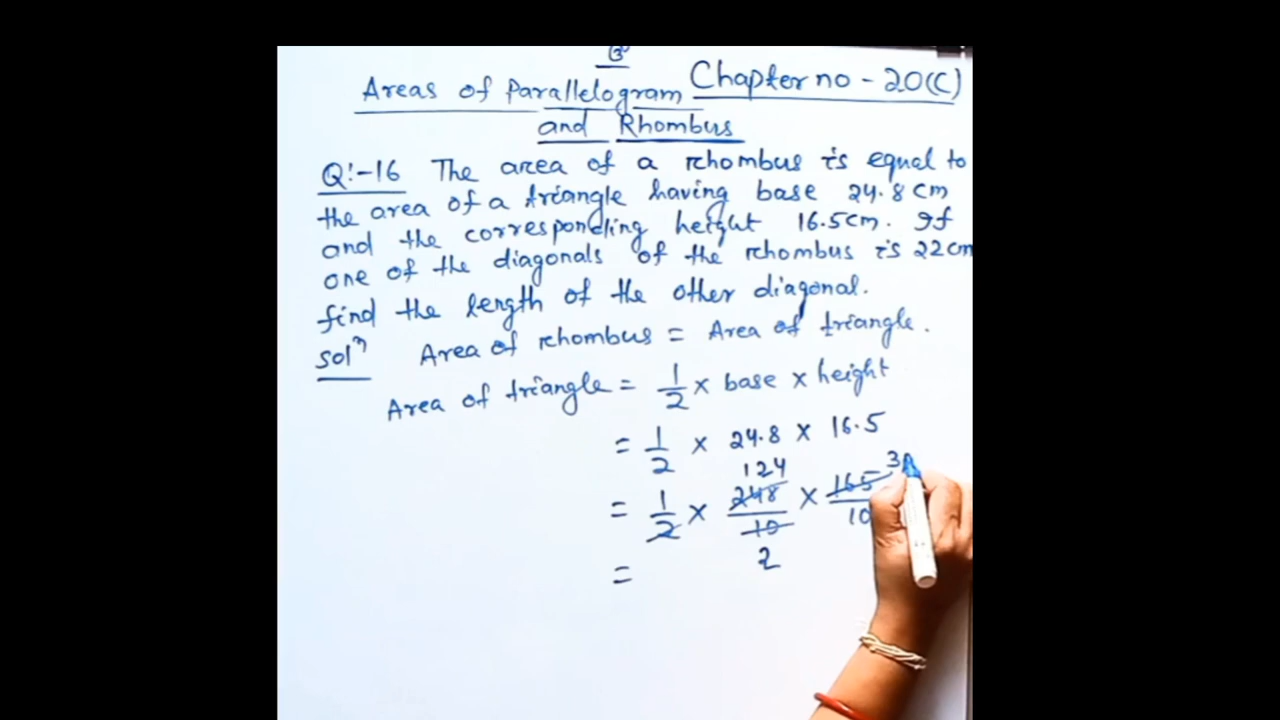 Areas of Parallelogram Chapter no - 20(C)
and Rhombus
Q:-16 The area of a rhombus is equal to
the area of a triangle having base 24.8cm
and the corresponding height 16.5cm. If
one of the diagonals of the rhombus is 22cm
find the length of the other diagonal.
Solⁿ Area of rhombus = Area of triangle.
Area of triangle = 1/2 × base × height
= 1/2 × 24.8 × 16.5
124 3
= 1/2 × 248/10 × 165/10
2
=